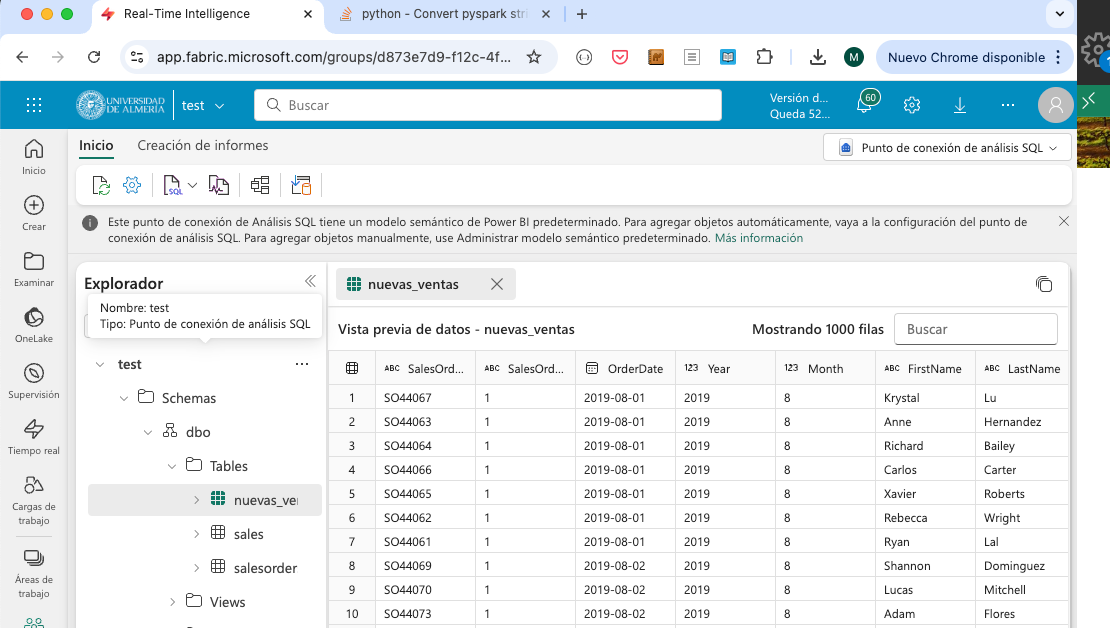 Real-Time Intelligence
python - Convert pyspark stri
app.fabric.microsoft.com/groups/d873e7d9-f12c-4f...
M
Nuevo Chrome disponible
UNIVERSIDAD
DE ALMERÍA
test
Buscar
Versión d...
Queda 52...
60
Inicio
Creación de informes
Punto de conexión de análisis SQL
SQL
Este punto de conexión de Análisis SQL tiene un modelo semántico de Power BI predeterminado. Para agregar objetos automáticamente, vaya a la configuración del punto de
conexión de análisis SQL. Para agregar objetos manualmente, use Administrar modelo semántico predeterminado. Más información
Inicio
Crear
Examinar
OneLake
Supervisión
Tiempo real
Cargas de
trabajo
Áreas de
trabajo
Explorador
Nombre: test
Tipo: Punto de conexión de análisis SQL
test
Schemas
dbo
Tables
nuevas_ve
sales
salesorder
Views
nuevas_ventas
Vista previa de datos - nuevas_ventas
Mostrando 1000 filas
Buscar
ABC SalesOrd... ABC SalesOrd... OrderDate 123 Year 123 Month ABC FirstName ABC LastName
1 SO44067 1 2019-08-01 2019 8 Krystal Lu
2 SO44063 1 2019-08-01 2019 8 Anne Hernandez
3 SO44064 1 2019-08-01 2019 8 Richard Bailey
4 SO44066 1 2019-08-01 2019 8 Carlos Carter
5 SO44065 1 2019-08-01 2019 8 Xavier Roberts
6 SO44062 1 2019-08-01 2019 8 Rebecca Wright
7 SO44061 1 2019-08-01 2019 8 Ryan Lal
8 SO44069 1 2019-08-02 2019 8 Shannon Dominguez
9 SO44070 1 2019-08-02 2019 8 Lucas Mitchell
10 SO44073 1 2019-08-02 2019 8 Adam Flores